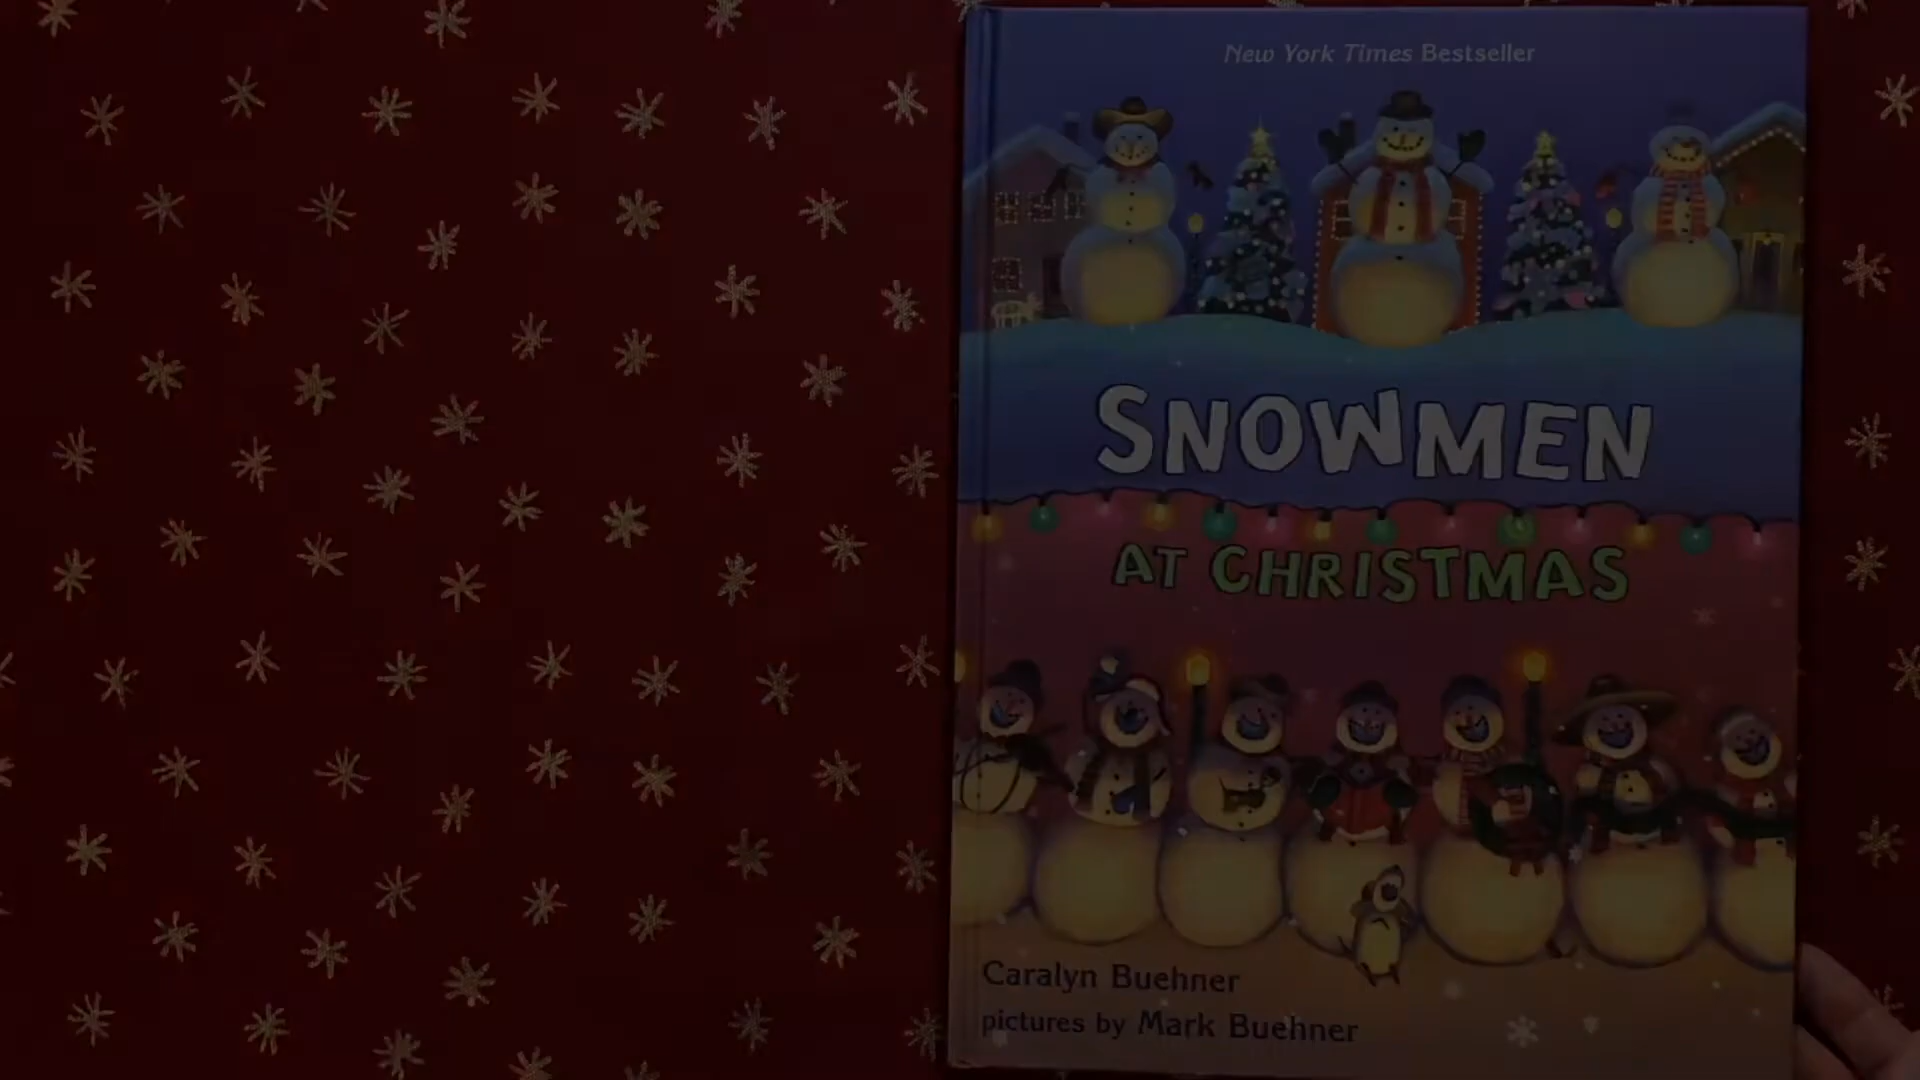 New York Times Bestseller
SNOWMEN
AT CHRISTMAS
Caralyn Buehner
pictures by Mark Buehner